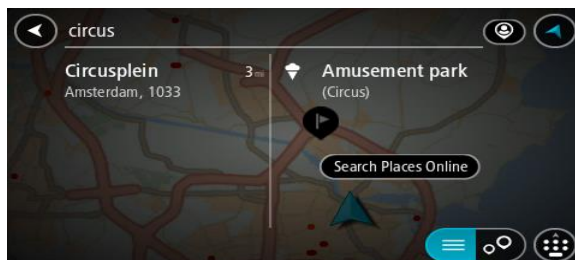 circus
Circusplein
3 mi
Amsterdam, 1033
Amusement park
(Circus)
Search Places Online